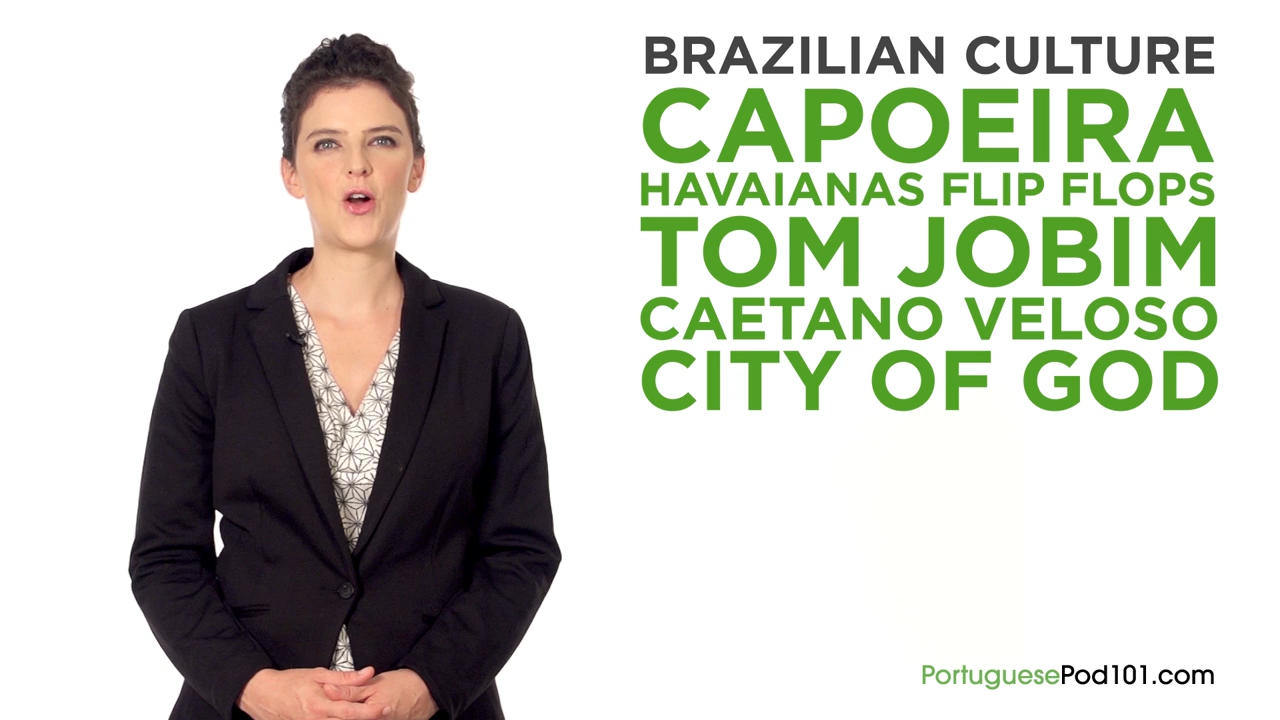 BRAZILIAN CULTURE
CAPOEIRA
HAVAIANAS FLIP FLOPS
TOM JOBIM
CAETANO VELOSO
CITY OF GOD
PortuguesePod101.com